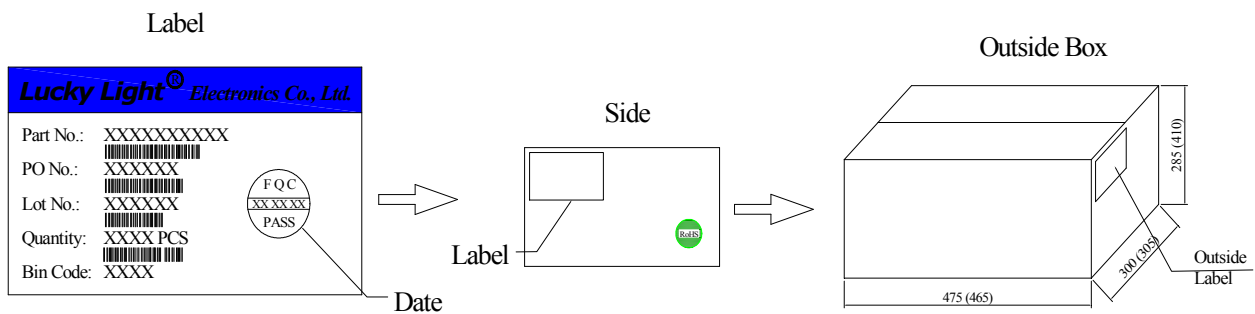 Label
Lucky Light® Electronics Co., Ltd.
Part No.: XXXXXXXXXX
PO No.: XXXXXX
Lot No.: XXXXXX
Quantity: XXXX PCS
Bin Code: XXXX
FQC
XX XX XX
PASS
Date
Side
RoHS
Label
Outside Box
285 (410)
300 (305)
475 (465)
Outside
Label